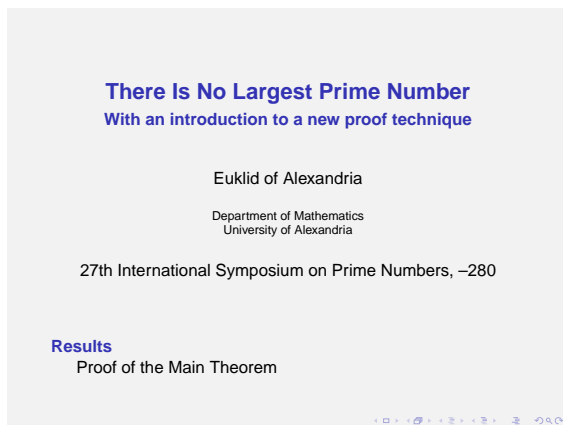 There Is No Largest Prime Number
With an introduction to a new proof technique
Euklid of Alexandria
Department of Mathematics
University of Alexandria
27th International Symposium on Prime Numbers, –280
Results
Proof of the Main Theorem